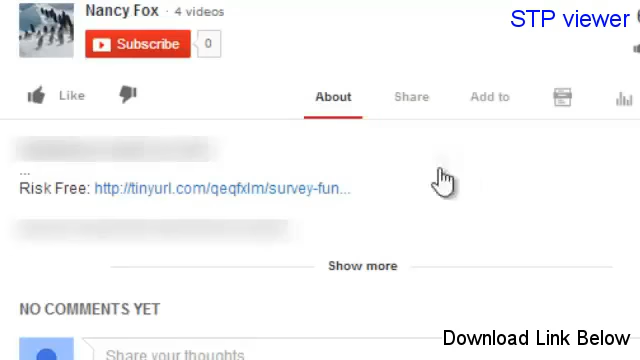 STP viewer
Nancy Fox · 4 videos
Subscribe 0
Like About Share Add to
...
Risk Free: http://tinyurl.com/qeqfxlm/survey-fun...
Show more
NO COMMENTS YET
Download Link Below
Share your thoughts